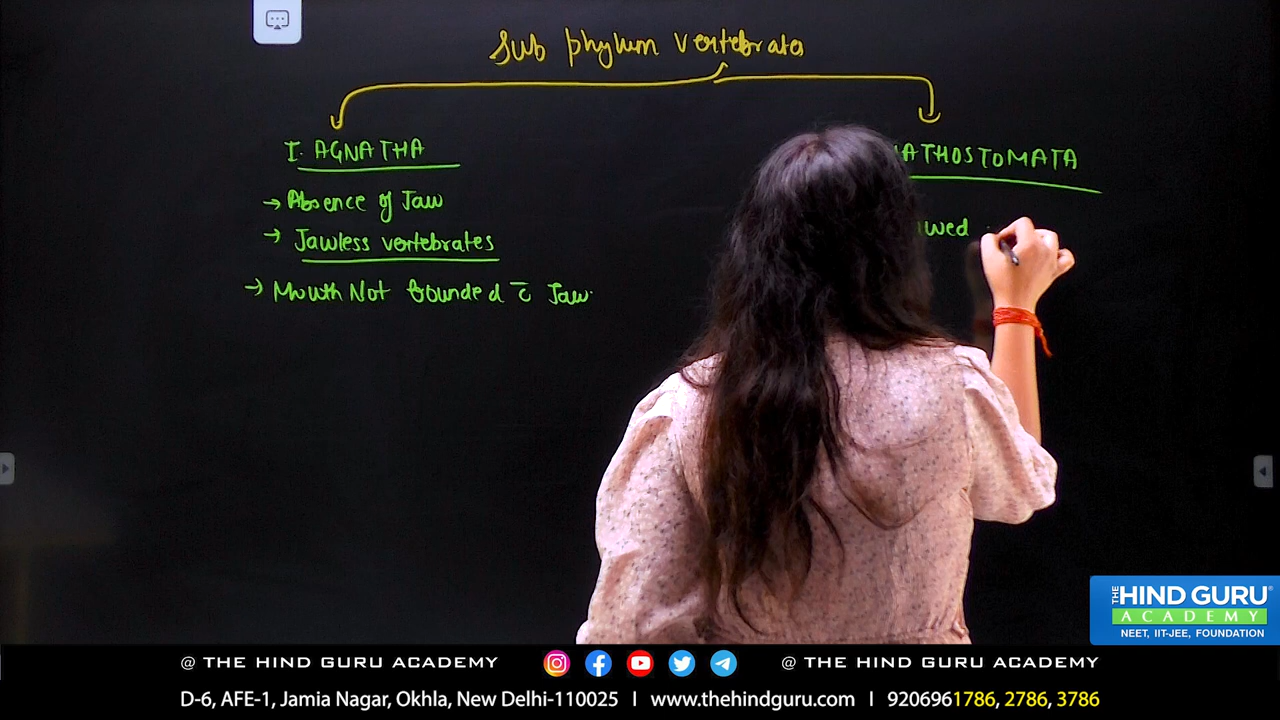 Sub phylum vertebrata
I. AGNATHA
→ Absence of Jaw
→ Jawless vertebrates
→ Mouth Not bounded c̄ Jaw.
ATHOSTOMATA
wed
THE HIND GURU®
ACADEMY
NEET, IIT-JEE, FOUNDATION
@ THE HIND GURU ACADEMY @ THE HIND GURU ACADEMY
D-6, AFE-1, Jamia Nagar, Okhla, New Delhi-110025 | www.thehindguru.com | 9206961786, 2786, 3786